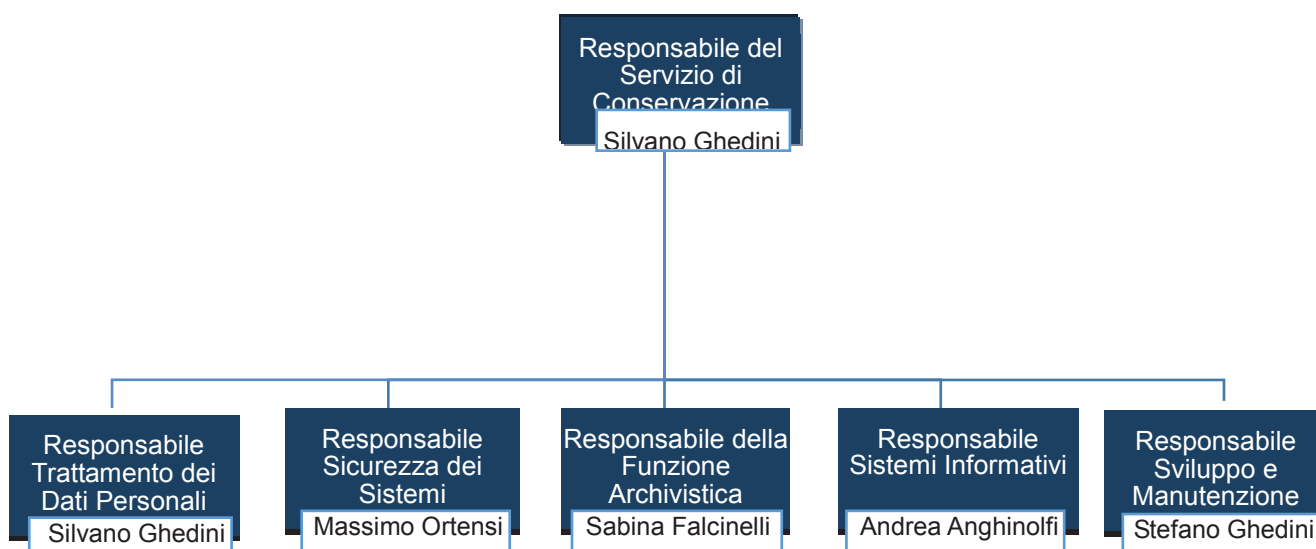 Responsabile del
Servizio di
Conservazione
Silvano Ghedini
Responsabile
Trattamento dei
Dati Personali
Silvano Ghedini
Responsabile
Sicurezza dei
Sistemi
Massimo Ortensi
Responsabile della
Funzione
Archivistica
Sabina Falcinelli
Responsabile
Sistemi Informativi
Andrea Anghinolfi
Responsabile
Sviluppo e
Manutenzione
Stefano Ghedini